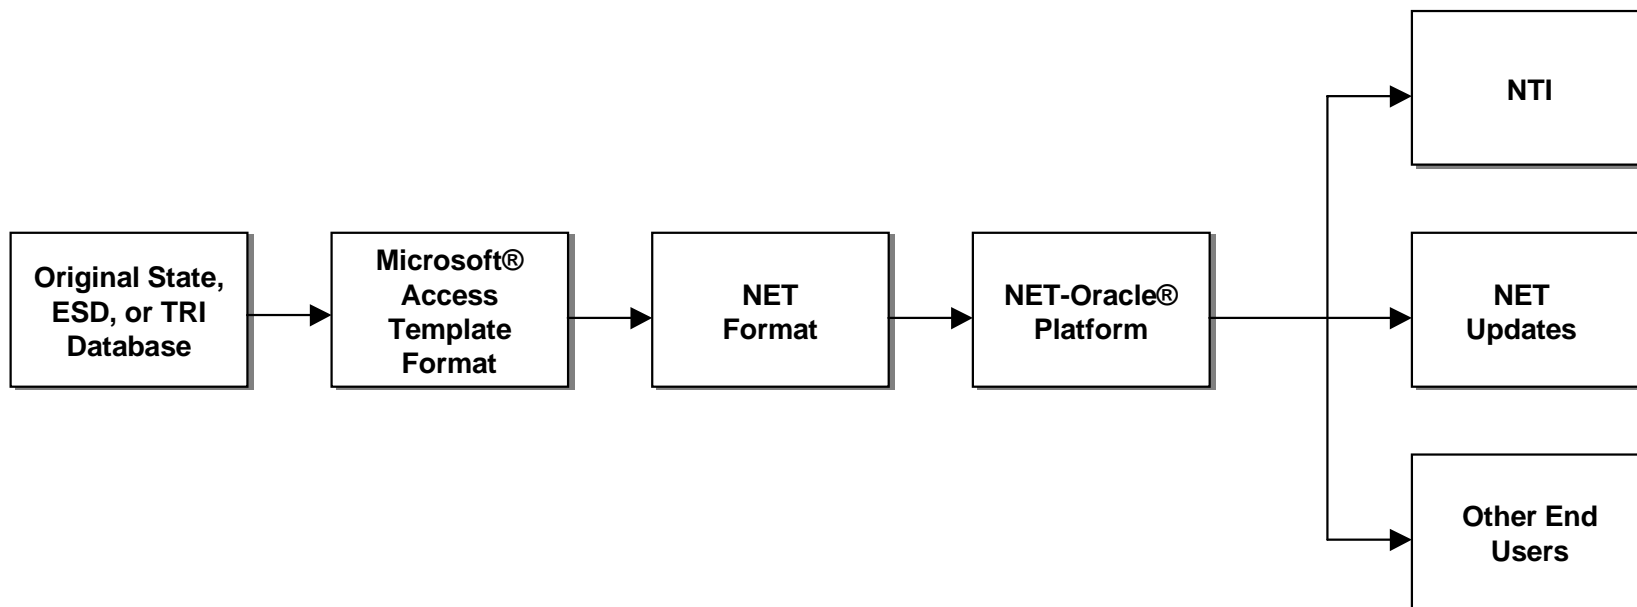 Original State,
ESD, or TRI
Database
Microsoft®
Access
Template
Format
NET
Format
NET-Oracle®
Platform
NTI
NET
Updates
Other End
Users